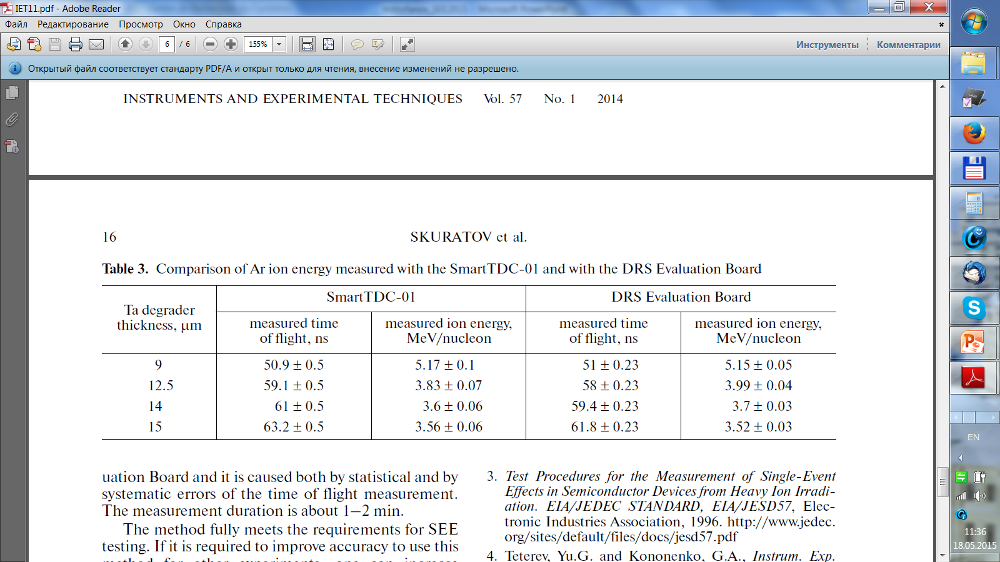 IET11.pdf - Adobe Reader
Файл Редактирование Просмотр Окно Справка
6 / 6 155% Инструменты Комментарии
Открытый файл соответствует стандарту PDF/A и открыт только для чтения, внесение изменений не разрешено.
INSTRUMENTS AND EXPERIMENTAL TECHNIQUES Vol. 57 No. 1 2014
16 SKURATOV et al.
Table 3. Comparison of Ar ion energy measured with the SmartTDC-01 and with the DRS Evaluation Board
Ta degrader
thickness, µm
SmartTDC-01 DRS Evaluation Board
measured time measured ion energy, measured time measured ion energy,
of flight, ns MeV/nucleon of flight, ns MeV/nucleon
9 50.9 ± 0.5 5.17 ± 0.1 51 ± 0.23 5.15 ± 0.05
12.5 59.1 ± 0.5 3.83 ± 0.07 58 ± 0.23 3.99 ± 0.04
14 61 ± 0.5 3.6 ± 0.06 59.4 ± 0.23 3.7 ± 0.03
15 63.2 ± 0.5 3.56 ± 0.06 61.8 ± 0.23 3.52 ± 0.03
uation Board and it is caused both by statistical and by
systematic errors of the time of flight measurement.
The measurement duration is about 1–2 min.
The method fully meets the requirements for SEE
testing. If it is required to improve accuracy to use this
method for other experiments, one can increase
3. Test Procedures for the Measurement of Single-Event
Effects in Semiconductor Devices from Heavy Ion Irradi-
ation. EIA/JEDEC STANDARD, EIA/JESD57, Elec-
tronic Industries Association, 1996. http://www.jedec.
org/sites/default/files/docs/jesd57.pdf
4. Teterev, Yu.G. and Kononenko, G.A., Instrum. Exp.
EN
11:36
18.05.2015